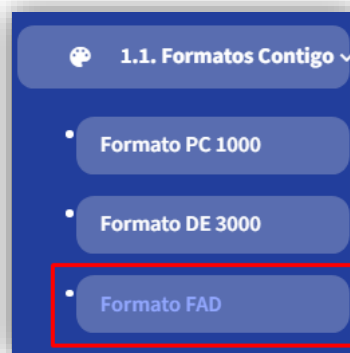 1.1. Formatos Contigo
Formato PC 1000
Formato DE 3000
Formato FAD